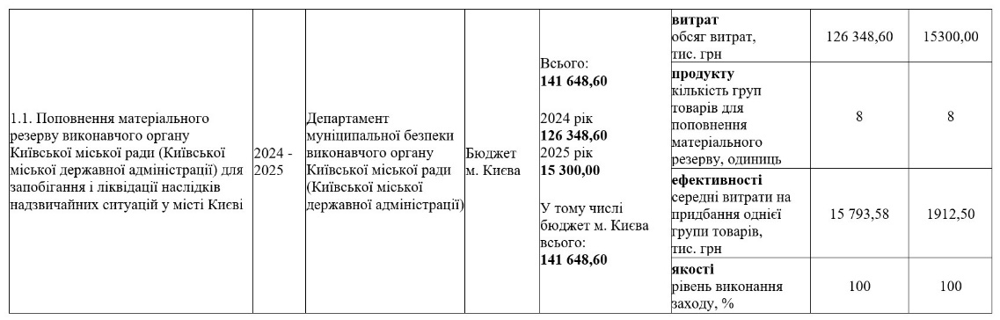 1.1. Поповнення матеріального
резерву виконавчого органу
Київської міської ради (Київської
міської державної адміністрації) для
запобігання і ліквідації наслідків
надзвичайних ситуацій у місті Києві
2024 -
2025
Департамент
муніципальної безпеки
виконавчого органу
Київської міської ради
(Київської міської
державної адміністрації)
Бюджет
м. Києва
Всього:
141 648,60
2024 рік
126 348,60
2025 рік
15 300,00
У тому числі
бюджет м. Києва
всього:
141 648,60
витрат
обсяг витрат,
тис. грн
126 348,60
15300,00
продукту
кількість груп
товарів для
поповнення
матеріального
резерву, одиниць
8
8
ефективності
середні витрати на
придбання однієї
групи товарів,
тис. грн
15 793,58
1912,50
якості
рівень виконання
заходу, %
100
100